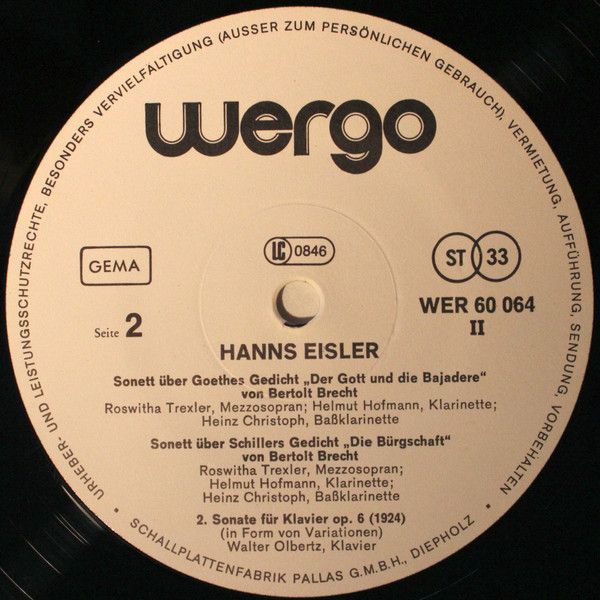 URHEBER- UND LEISTUNGSSCHUTZRECHTE, BESONDERS VERVIELFÄLTIGUNG (AUSSER ZUM PERSÖNLICHEN GEBRAUCH), VERMIETUNG, AUFFÜHRUNG, SENDUNG, VORBEHALTEN
wergo
GEMA
LC 0846
ST 33
Seite 2
WER 60 064
II
HANNS EISLER
Sonett über Goethes Gedicht „Der Gott und die Bajadere“
von Bertolt Brecht
Roswitha Trexler, Mezzosopran; Helmut Hofmann, Klarinette;
Heinz Christoph, Baßklarinette
Sonett über Schillers Gedicht „Die Bürgschaft“
von Bertolt Brecht
Roswitha Trexler, Mezzosopran;
Helmut Hofmann, Klarinette;
Heinz Christoph, Baßklarinette
2. Sonate für Klavier op. 6 (1924)
(in Form von Variationen)
Walter Olbertz, Klavier
• SCHALLPLATTENFABRIK PALLAS G.M.B.H., DIEPHOLZ •